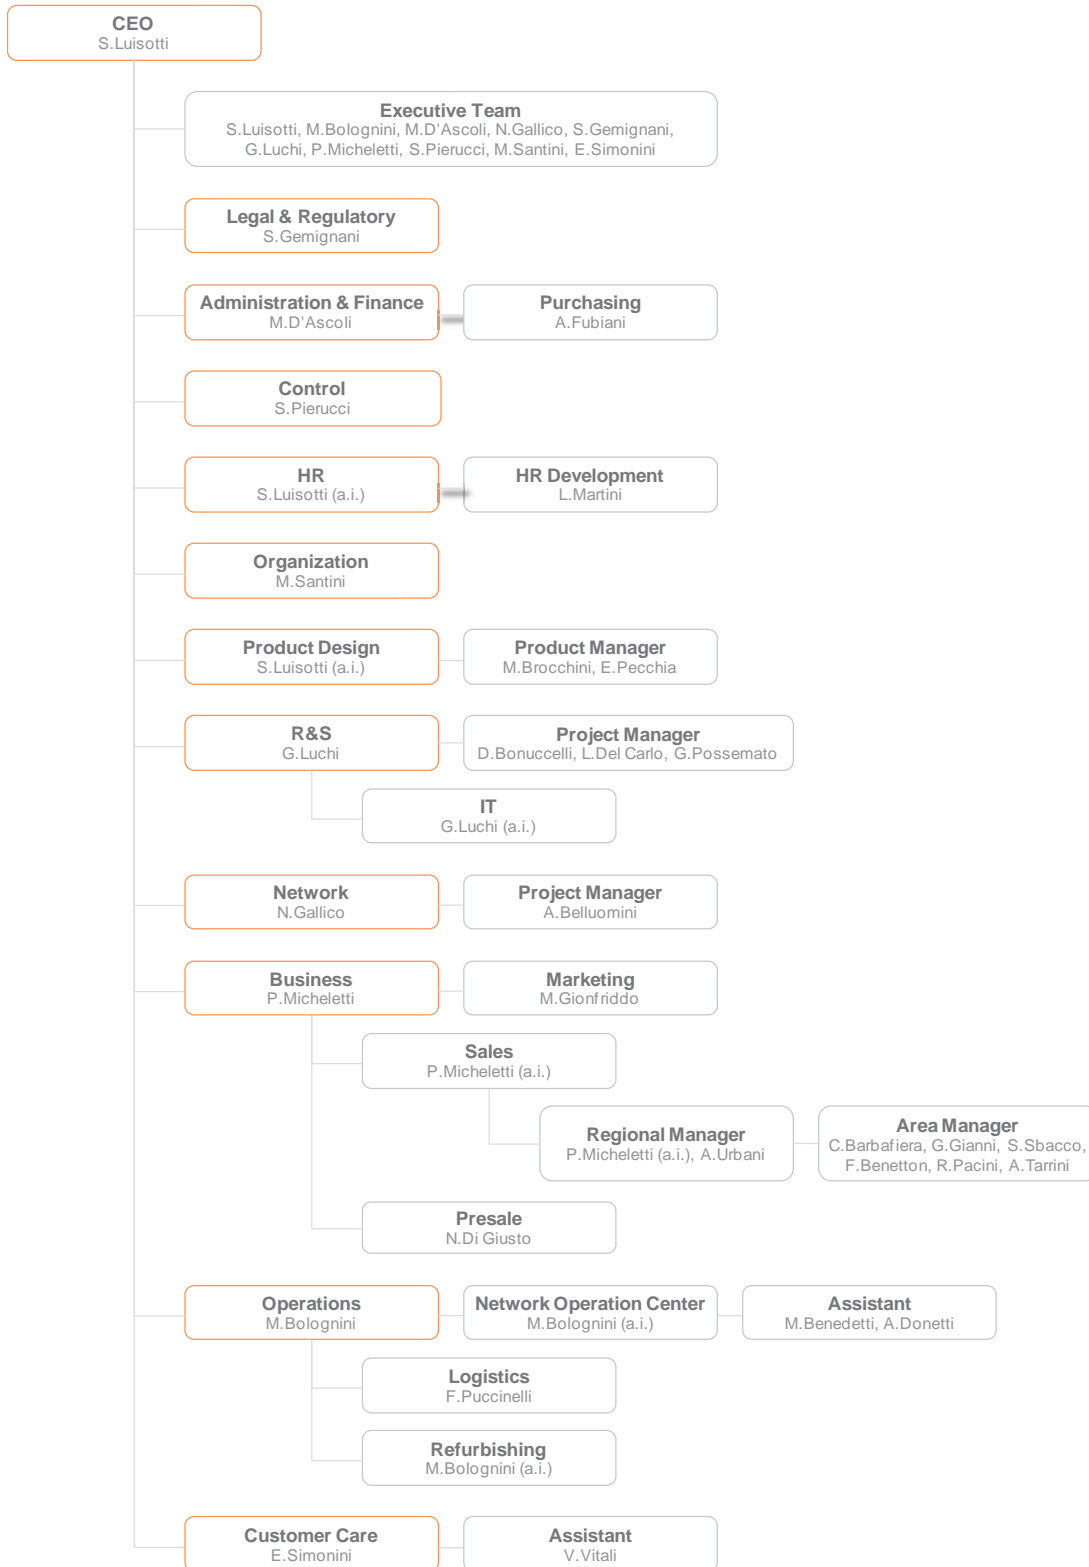 CEO
S.Luisotti
Executive Team
S.Luisotti, M.Bolognini, M.D'Ascoli, N.Gallico, S.Gemignani,
G.Luchi, P.Micheletti, S.Pierucci, M.Santini, E.Simonini
Legal & Regulatory
S.Gemignani
Administration & Finance
M.D'Ascoli
Purchasing
A.Fubiani
Control
S.Pierucci
HR
S.Luisotti (a.i.)
HR Development
L.Martini
Organization
M.Santini
Product Design
S.Luisotti (a.i.)
Product Manager
M.Brocchini, E.Pecchia
R&S
G.Luchi
Project Manager
D.Bonuccelli, L.Del Carlo, G.Possemato
IT
G.Luchi (a.i.)
Network
N.Gallico
Project Manager
A.Belluomini
Business
P.Micheletti
Marketing
M.Gionfriddo
Sales
P.Micheletti (a.i.)
Regional Manager
P.Micheletti (a.i.), A.Urbani
Area Manager
C.Barbafiera, G.Gianni, S.Sbacco,
F.Benetton, R.Pacini, A.Tarrini
Presale
N.Di Giusto
Operations
M.Bolognini
Network Operation Center
M.Bolognini (a.i.)
Assistant
M.Benedetti, A.Donetti
Logistics
F.Puccinelli
Refurbishing
M.Bolognini (a.i.)
Customer Care
E.Simonini
Assistant
V.Vitali